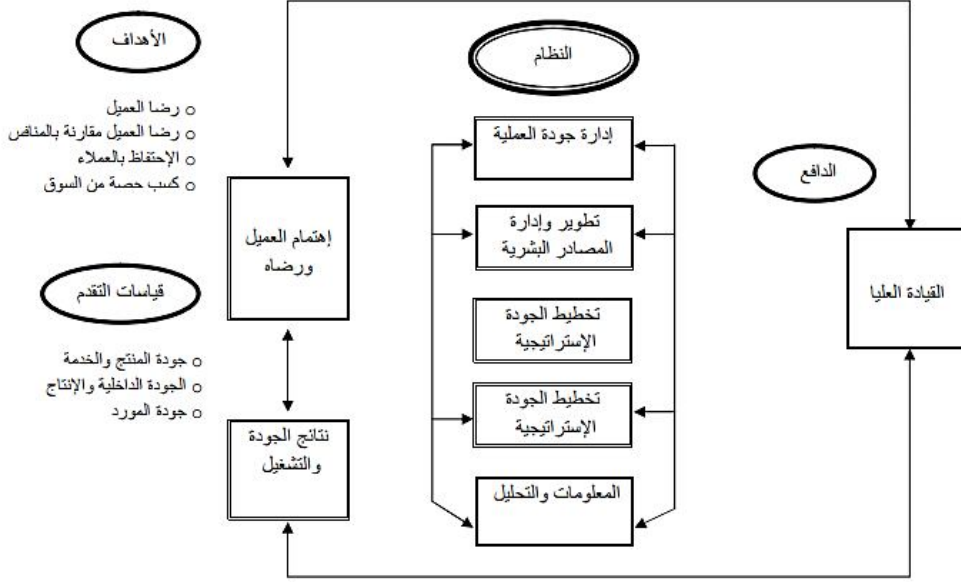 الأهداف
○ رضا العميل
○ رضا العميل مقارنة بالمنافس
○ الإحتفاظ بالعملاء
○ كسب حصة من السوق
قياسات التقدم
○ جودة المنتج والخدمة
○ الجودة الداخلية والإنتاج
○ جودة المورد
إهتمام العميل
ورضاه
نتائج الجودة
والتشغيل
النظام
إدارة جودة العملية
تطوير وإدارة
المصادر البشرية
تخطيط الجودة
الإستراتيجية
تخطيط الجودة
الإستراتيجية
المعلومات والتحليل
الدافع
القيادة العليا